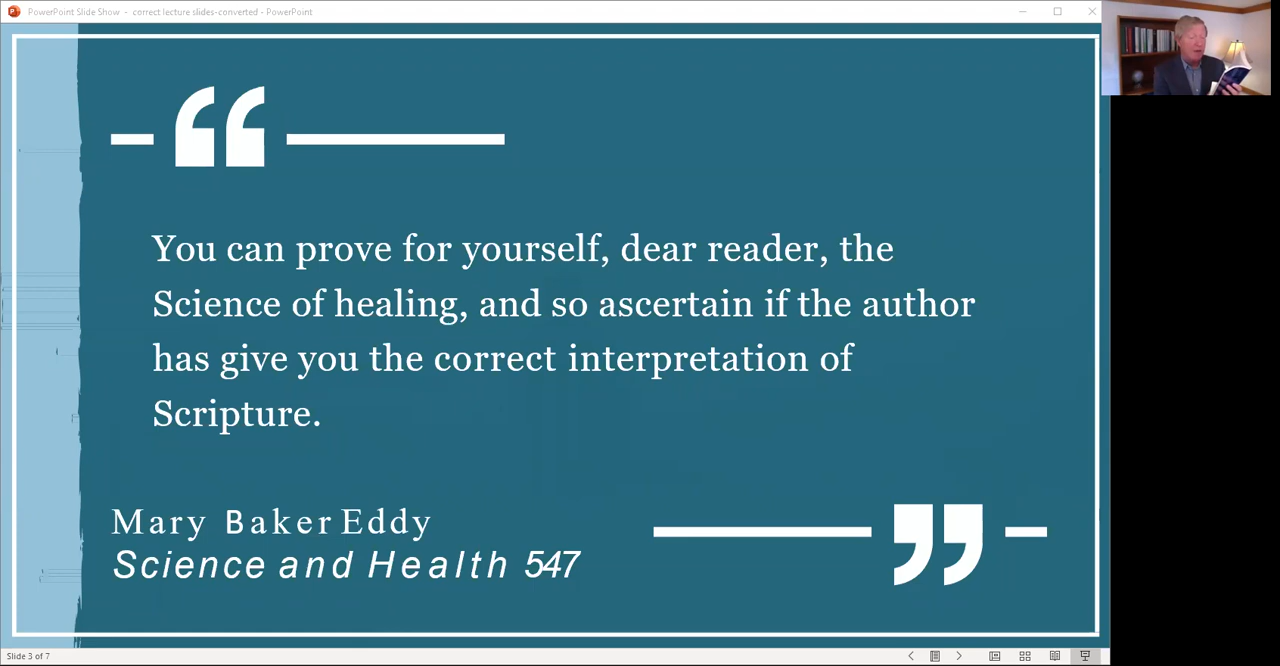 PowerPoint Slide Show - correct lecture slides-converted - PowerPoint
“
You can prove for yourself, dear reader, the
Science of healing, and so ascertain if the author
has give you the correct interpretation of
Scripture.
Mary Baker Eddy
Science and Health 547
”
Slide 3 of 7